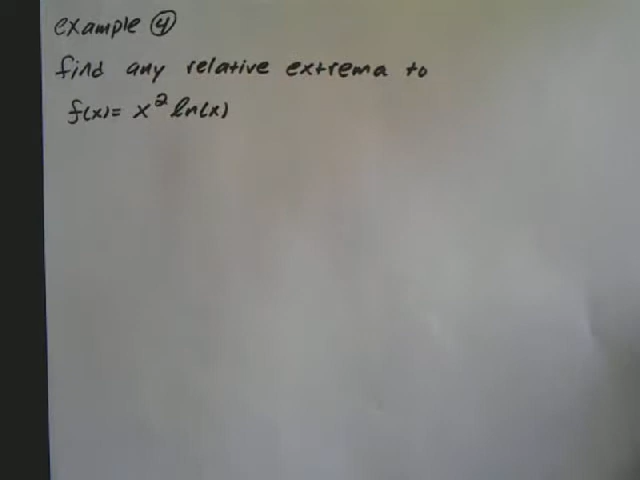 example ④
find any relative extrema to
f(x)= x² ln(x)